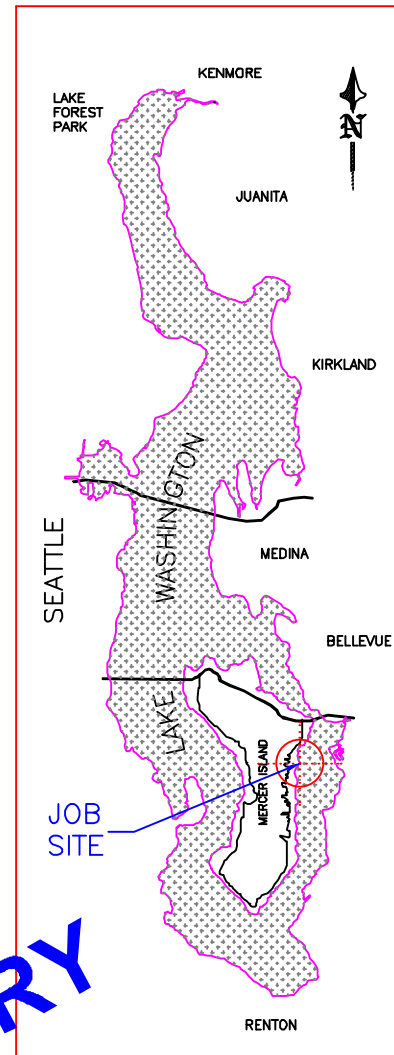 KENMORE
LAKE
FOREST
PARK
N
JUANITA
KIRKLAND
WASHINGTON
SEATTLE
MEDINA
BELLEVUE
LAKE
MERCER ISLAND
JOB
SITE
RY
RENTON